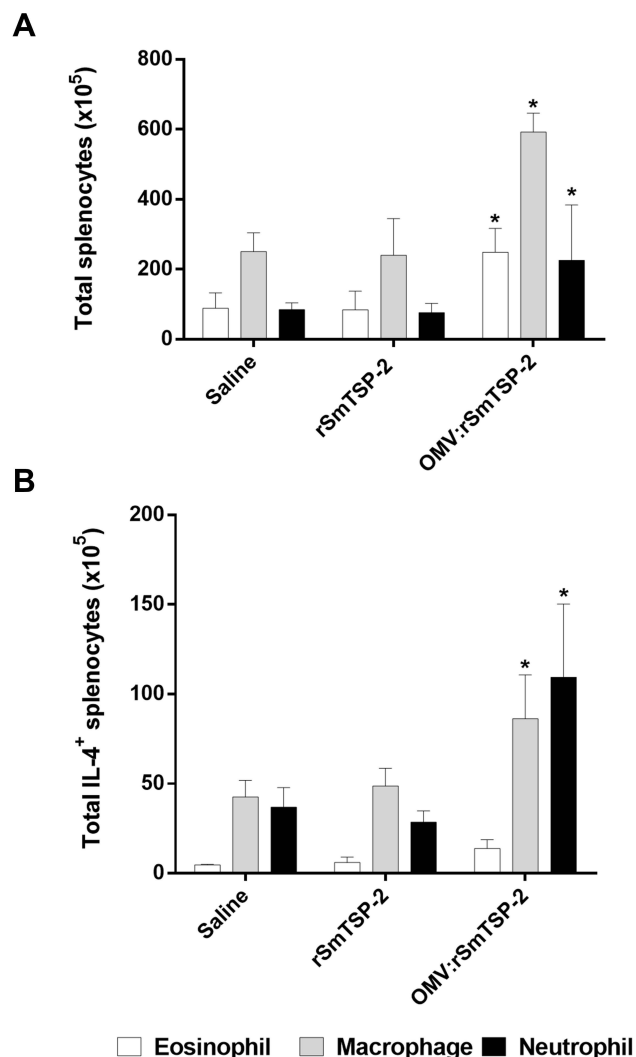 A
Total splenocytes (x10⁵)
800
600
400
200
0
*
*
*
Saline
rSmTSP-2
OMV:rSmTSP-2
B
Total IL-4⁺ splenocytes (x10⁵)
200
150
100
50
0
*
*
Saline
rSmTSP-2
OMV:rSmTSP-2
Eosinophil Macrophage Neutrophil